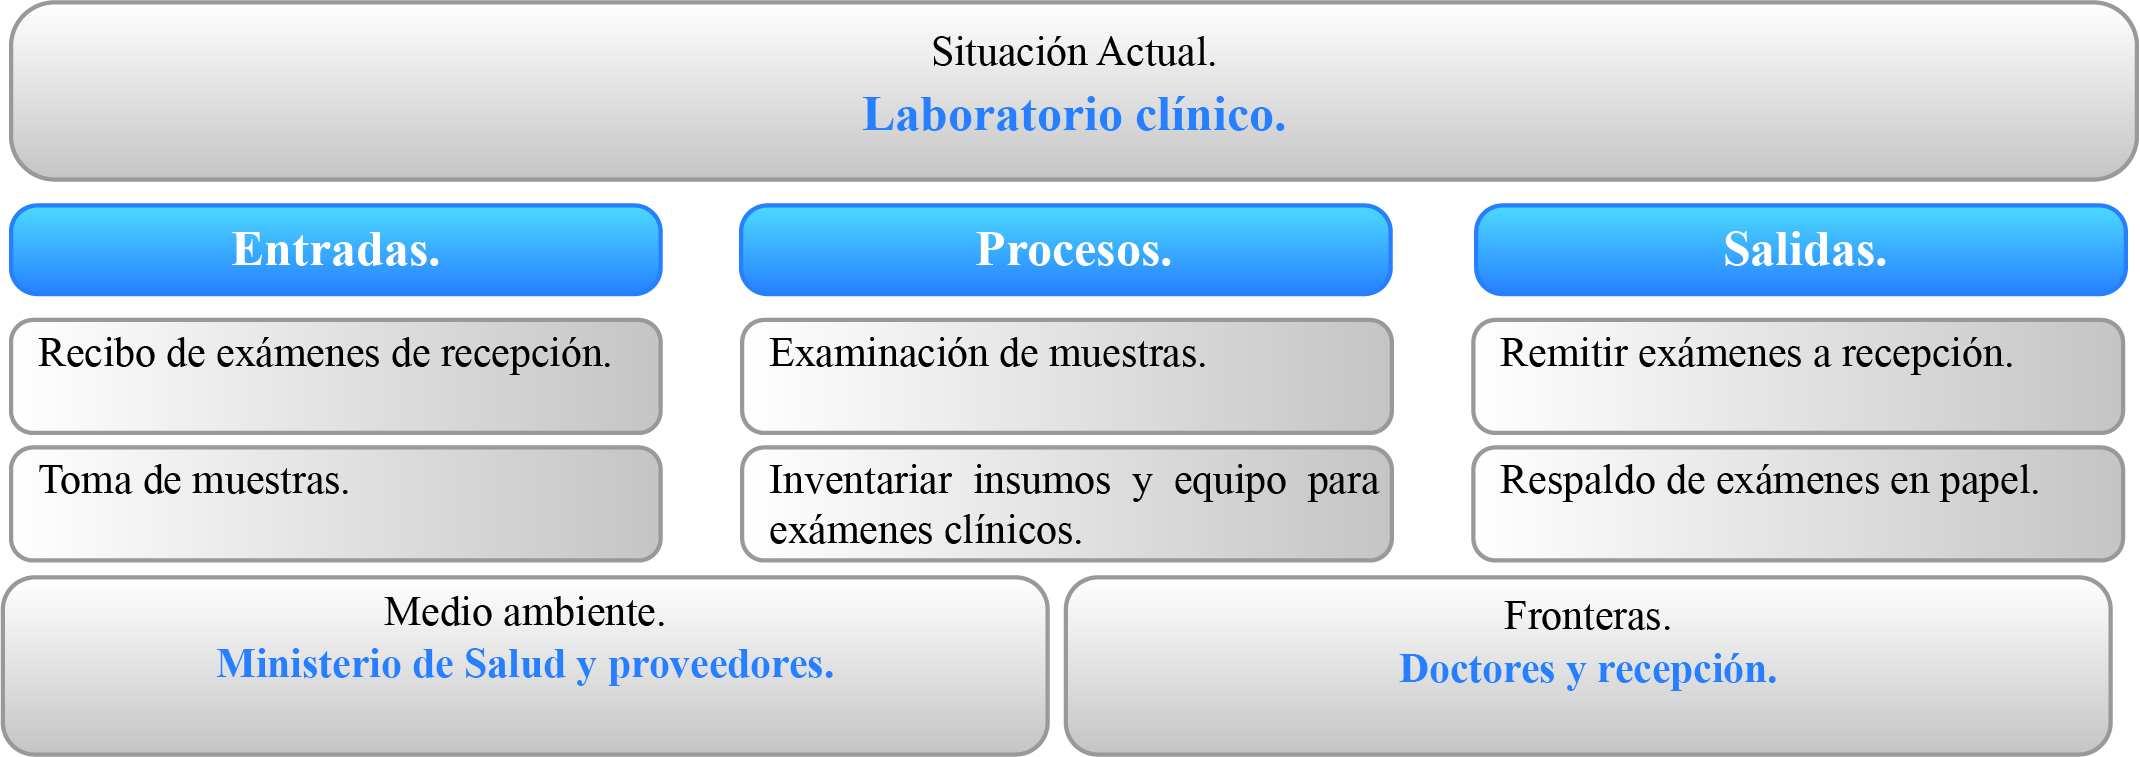 Situación Actual.
Laboratorio clínico.
Entradas.
Procesos.
Salidas.
Recibo de exámenes de recepción.
Examinación de muestras.
Remitir exámenes a recepción.
Toma de muestras.
Inventariar insumos y equipo para
exámenes clínicos.
Respaldo de exámenes en papel.
Medio ambiente.
Ministerio de Salud y proveedores.
Fronteras.
Doctores y recepción.